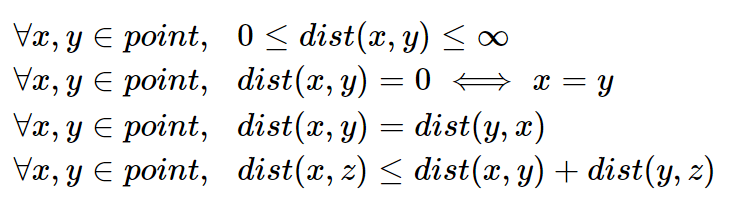 ∀x, y ∈ point, 0 ≤ dist(x, y) ≤ ∞
∀x, y ∈ point, dist(x, y) = 0 ⟺ x = y
∀x, y ∈ point, dist(x, y) = dist(y, x)
∀x, y ∈ point, dist(x, z) ≤ dist(x, y) + dist(y, z)